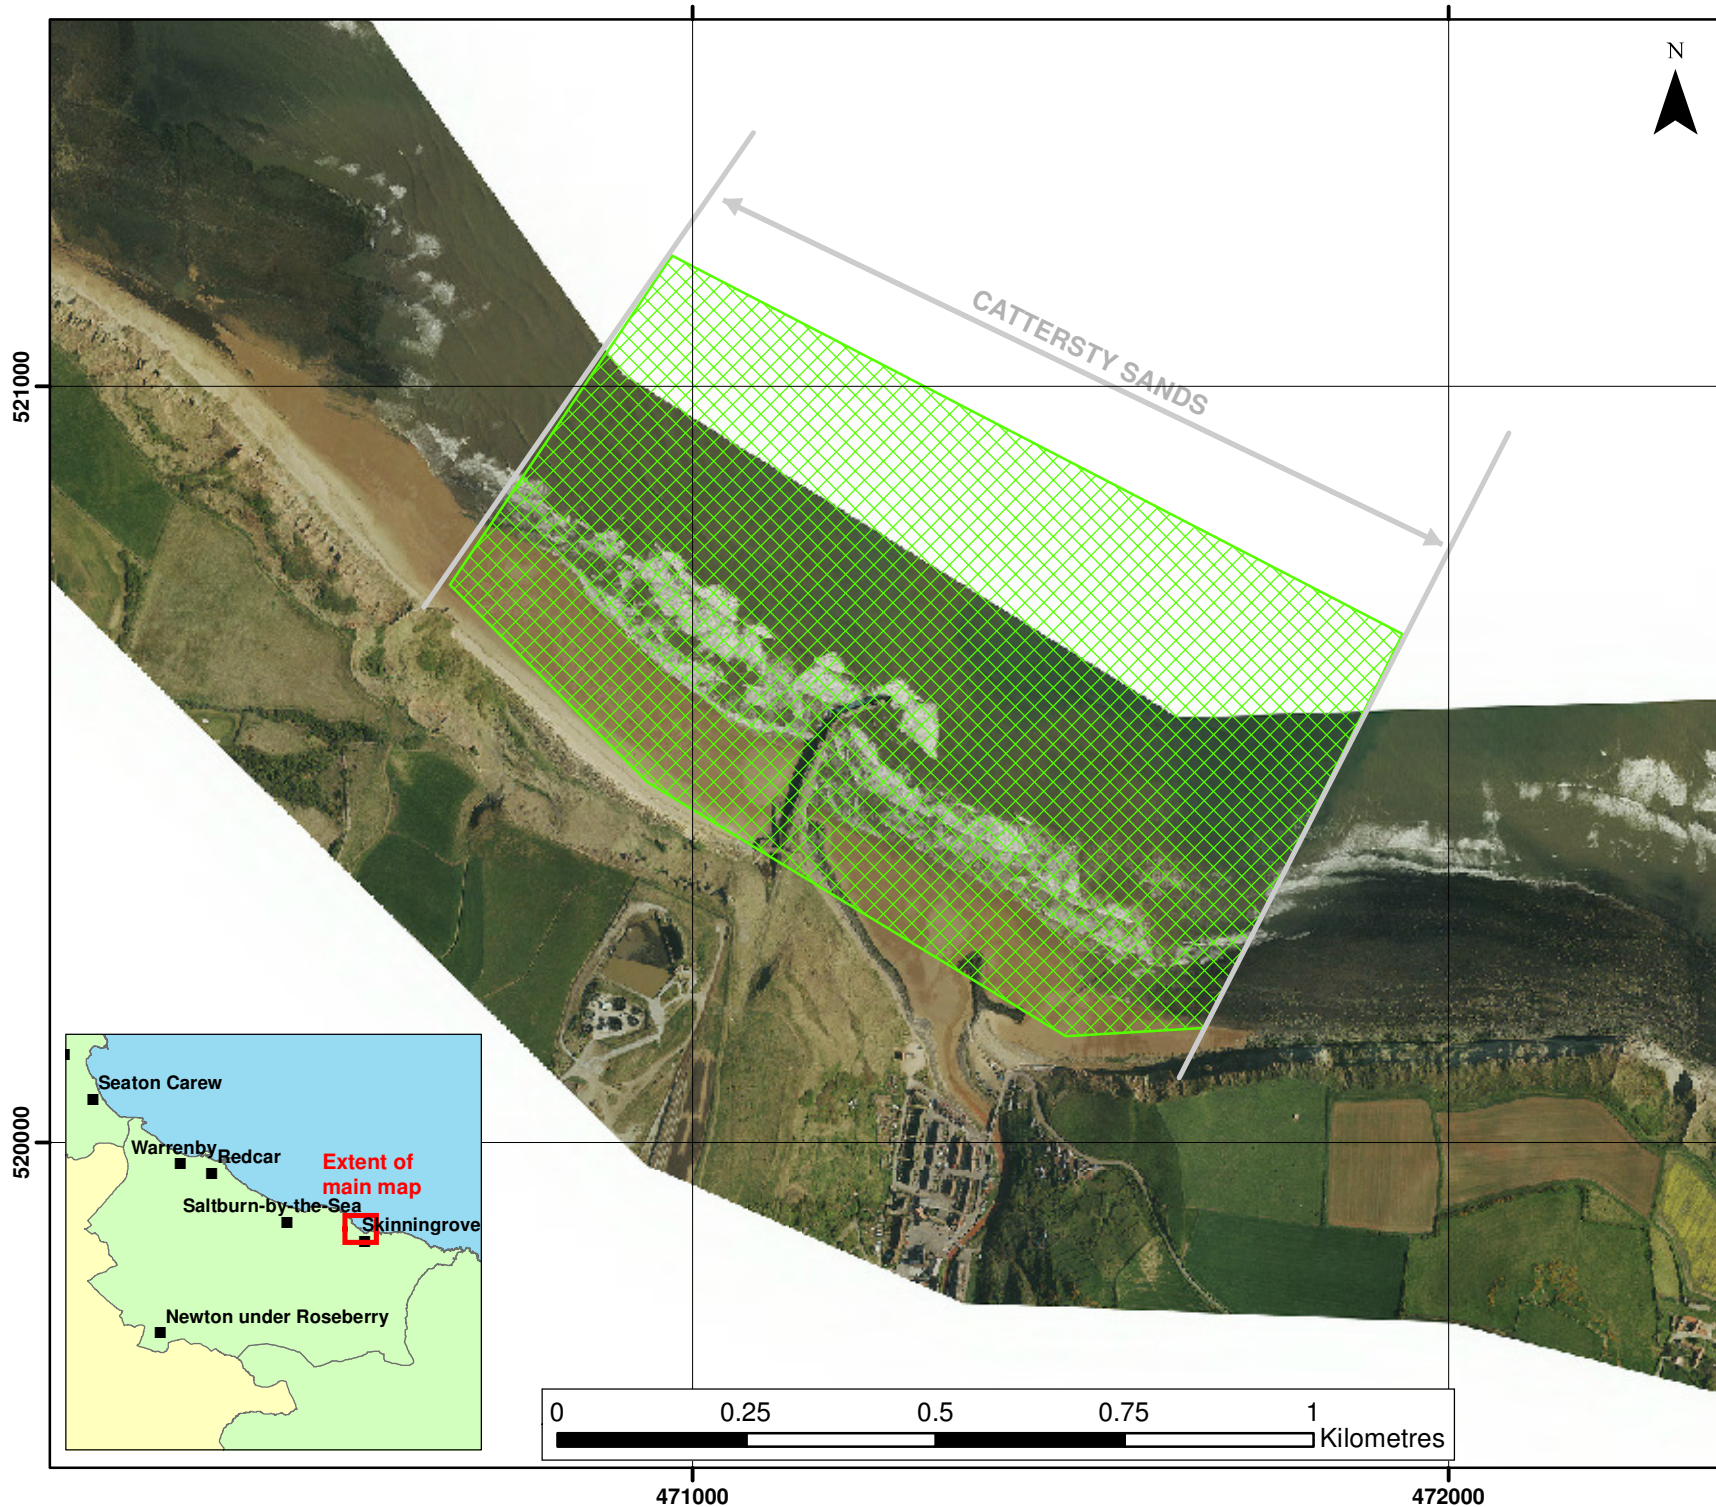 N
CATTERSTY SANDS
521000
520000
Seaton Carew
Warrenby
Redcar
Extent of
main map
Saltburn-by-the-Sea
Skinningrove
Newton under Roseberry
0 0.25 0.5 0.75 1
Kilometres
471000 472000